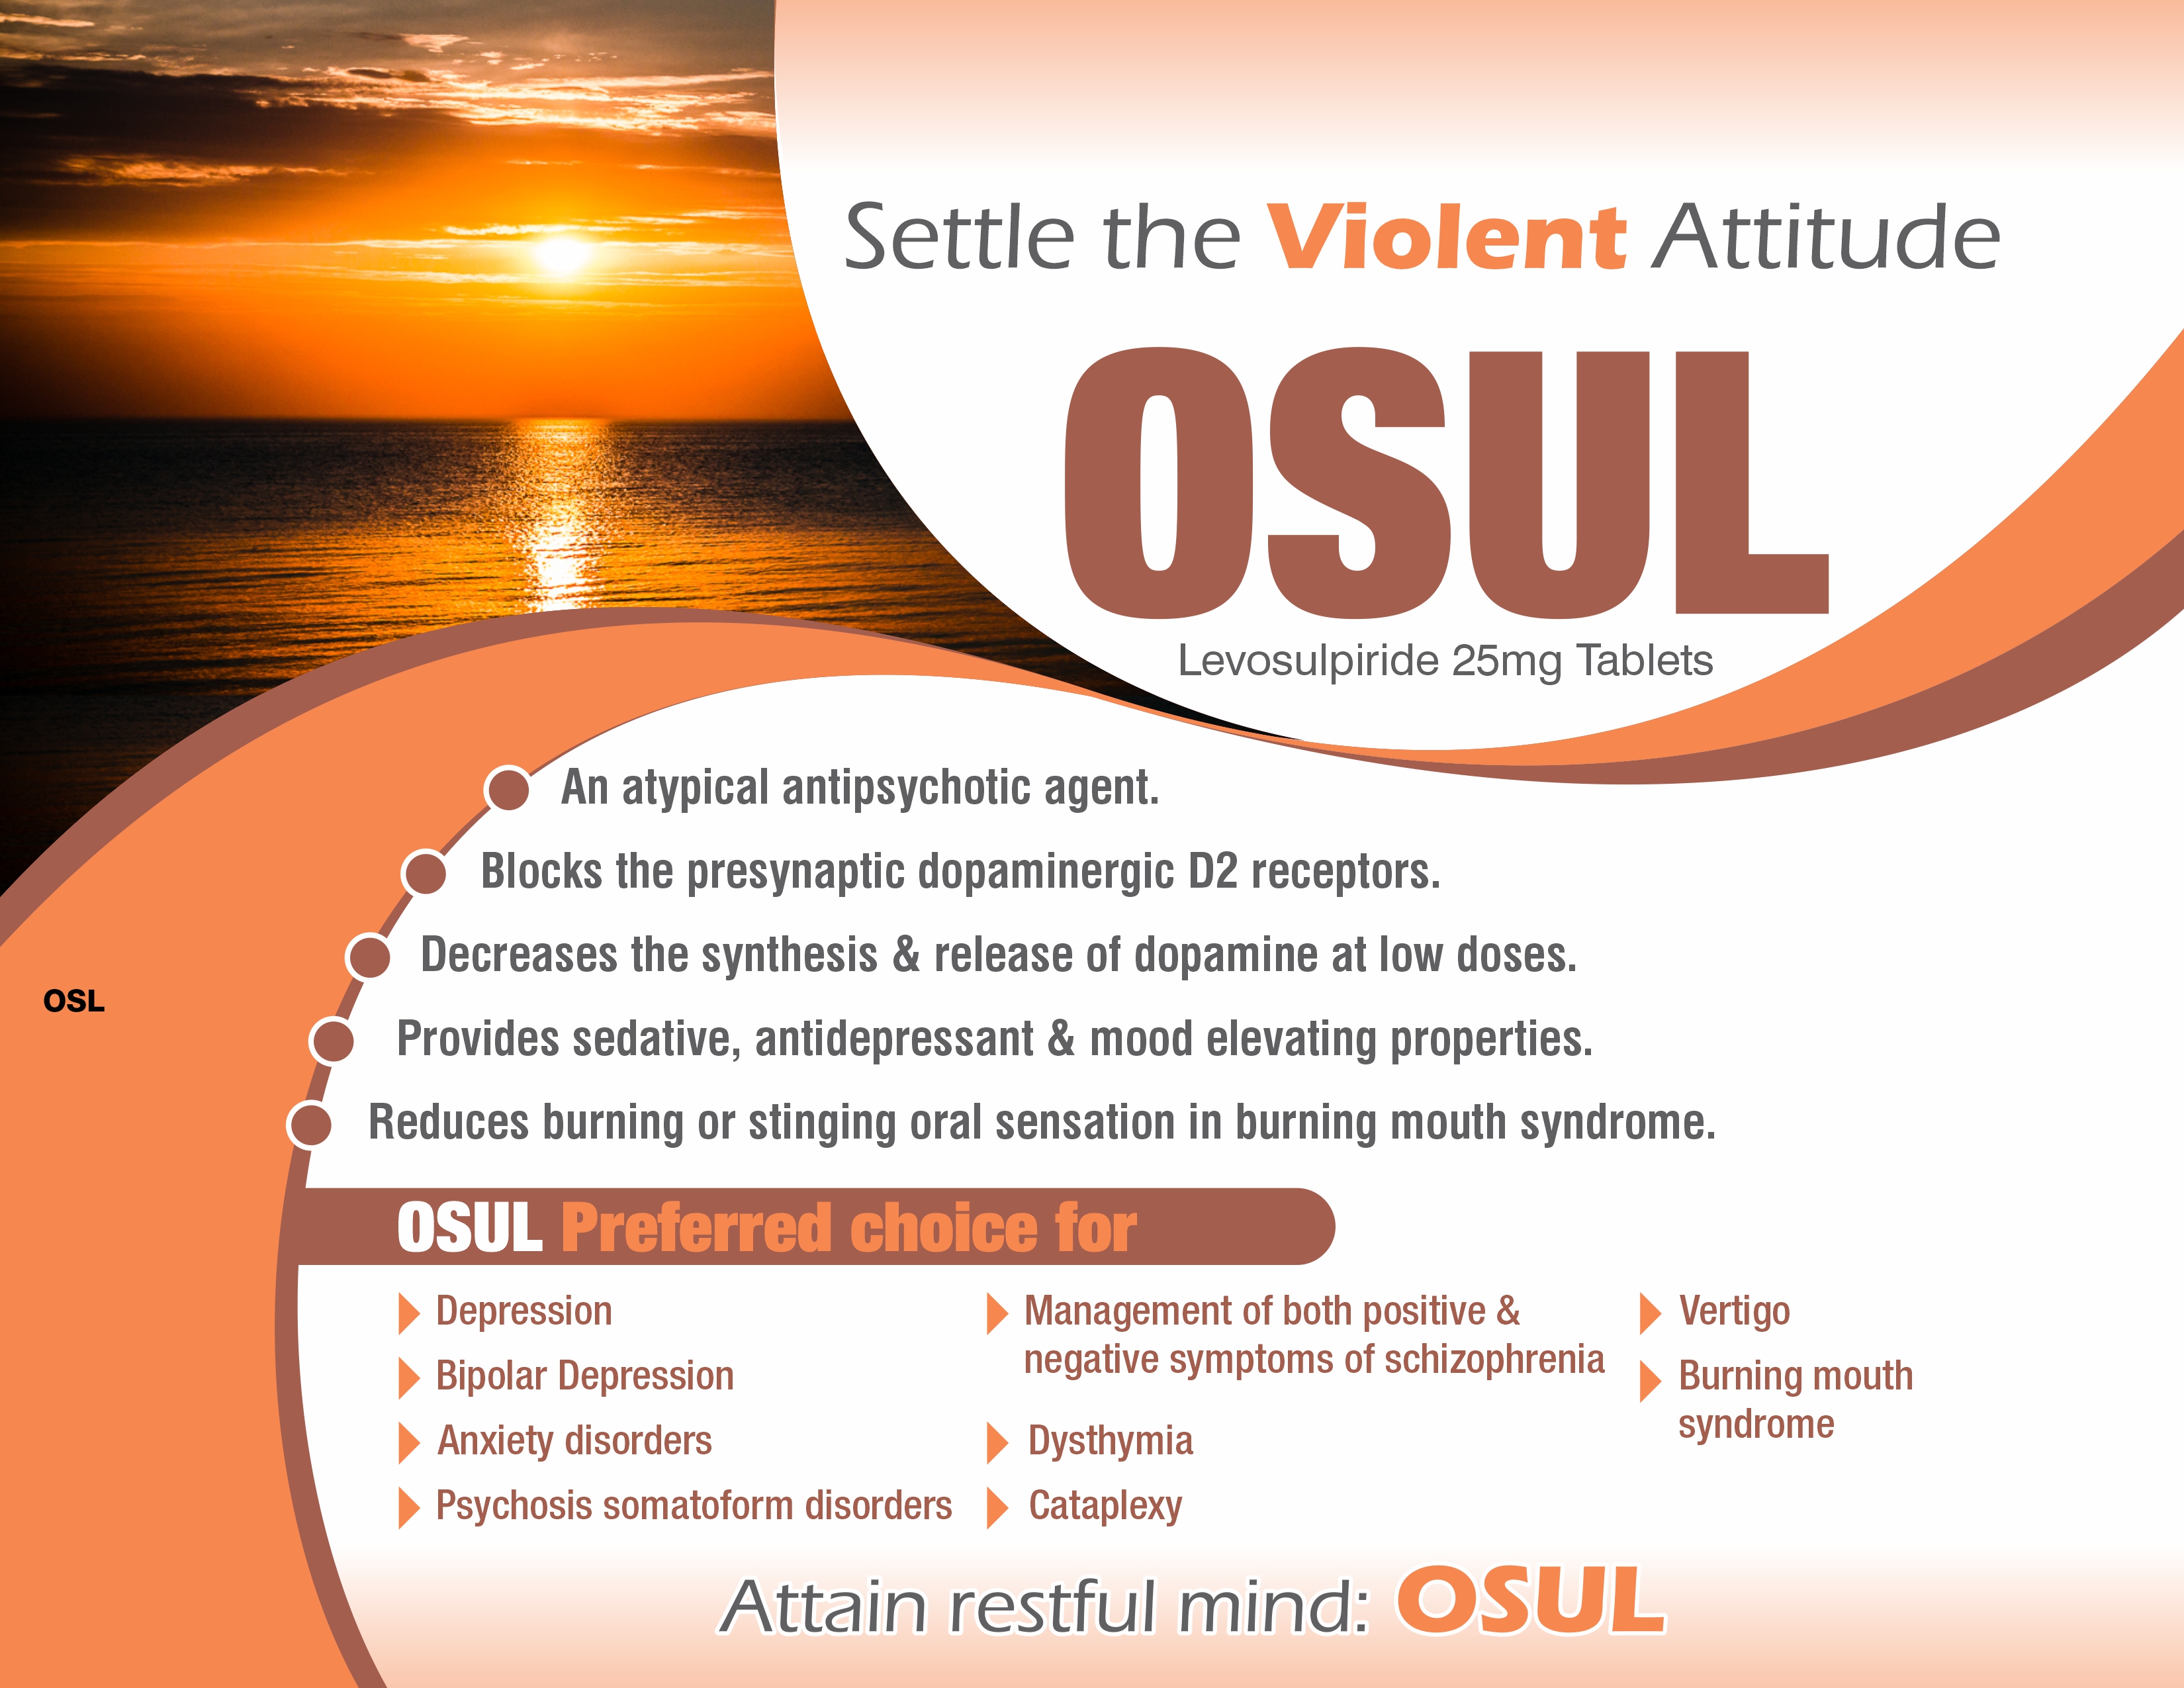 Settle the Violent Attitude
OSUL
Levosulpiride 25mg Tablets
An atypical antipsychotic agent.
Blocks the presynaptic dopaminergic D2 receptors.
Decreases the synthesis & release of dopamine at low doses.
OSL
Provides sedative, antidepressant & mood elevating properties.
Reduces burning or stinging oral sensation in burning mouth syndrome.
OSUL Preferred choice for
Depression
Bipolar Depression
Anxiety disorders
Psychosis somatoform disorders
Management of both positive &
negative symptoms of schizophrenia
Dysthymia
Cataplexy
Vertigo
Burning mouth
syndrome
Attain restful mind: OSUL